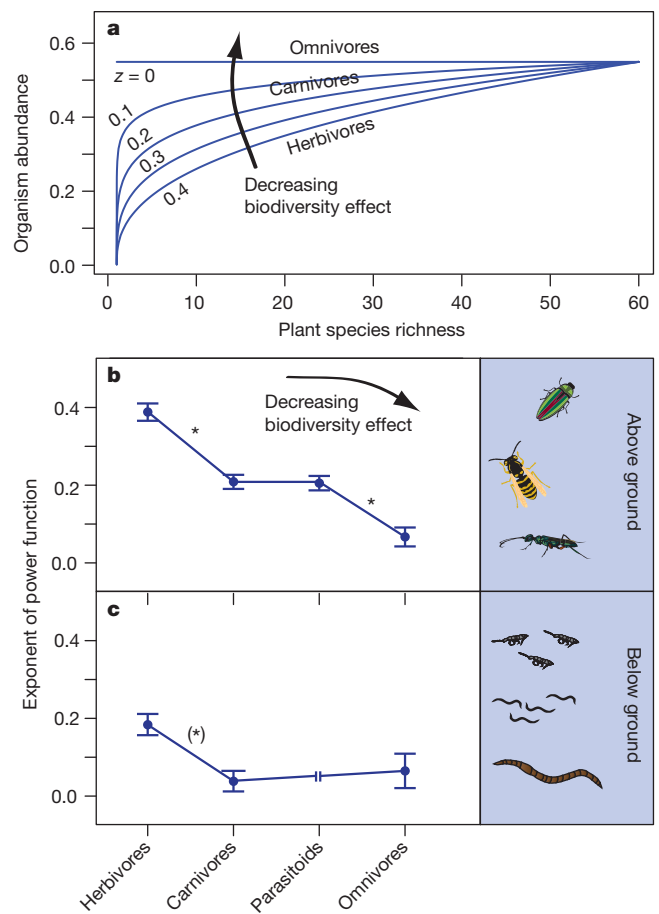 a
0.6
0.4
0.2
0.0
Organism abundance
Omnivores
z = 0
Carnivores
0.1
0.2
0.3
0.4
Herbivores
Decreasing
biodiversity effect
0
10
20
30
40
50
60
Plant species richness
b
Decreasing
biodiversity effect
0.4
0.2
0.0
*
*
Above ground
Exponent of power function
c
0.4
0.2
0.0
(*)
Below ground
Herbivores
Carnivores
Parasitoids
Omnivores